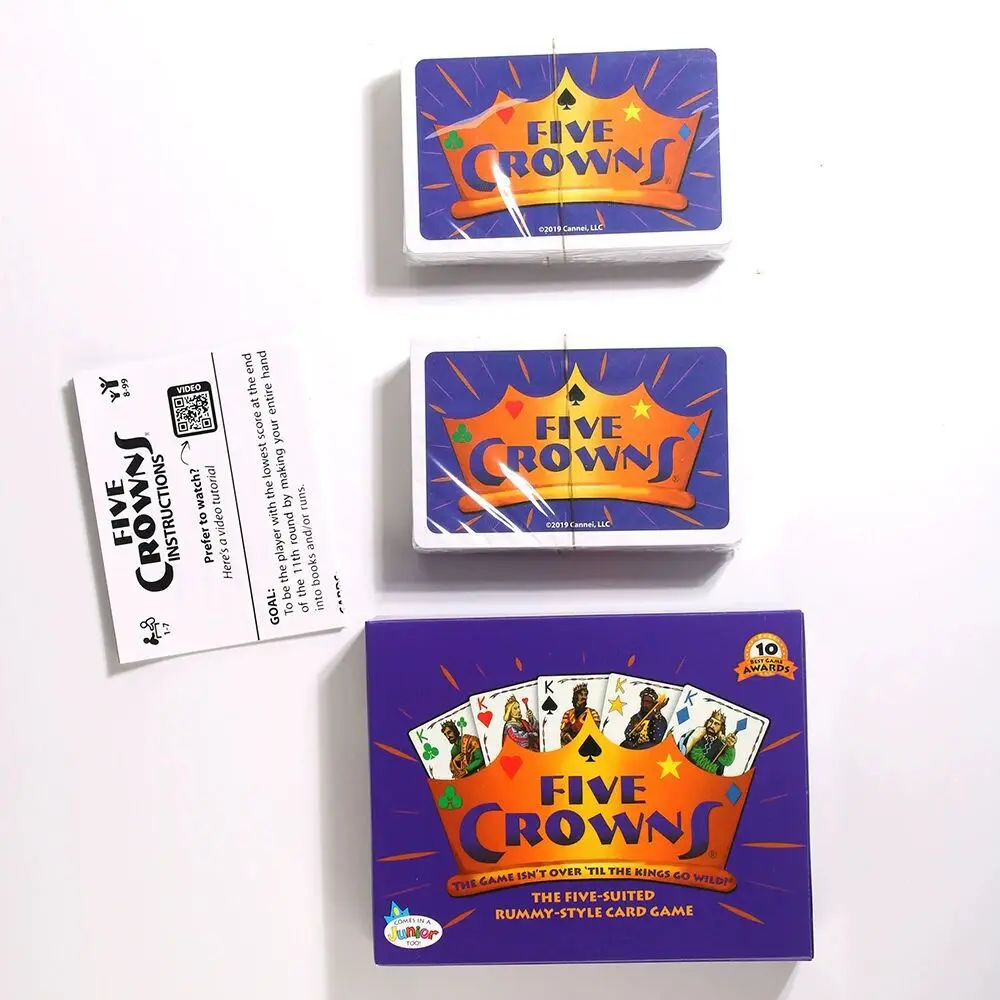 FIVE
CROWNS®
©2019 Cannei, LLC
FIVE
CROWNS®
©2019 Cannei, LLC
1-7
FIVE
CROWNS
INSTRUCTIONS
8-99
Prefer to watch?
Here's a video tutorial
VIDEO
GOAL:
To be the player with the lowest score at the end
of the 11th round by making your entire hand
into books and/or runs.
10
BEST GAME
AWARDS
K
K
K
K
K
FIVE
CROWNS®
THE GAME ISN'T OVER 'TIL THE KINGS GO WILD!®
THE FIVE-SUITED
RUMMY-STYLE CARD GAME
COMES IN A
Junior
TOO!